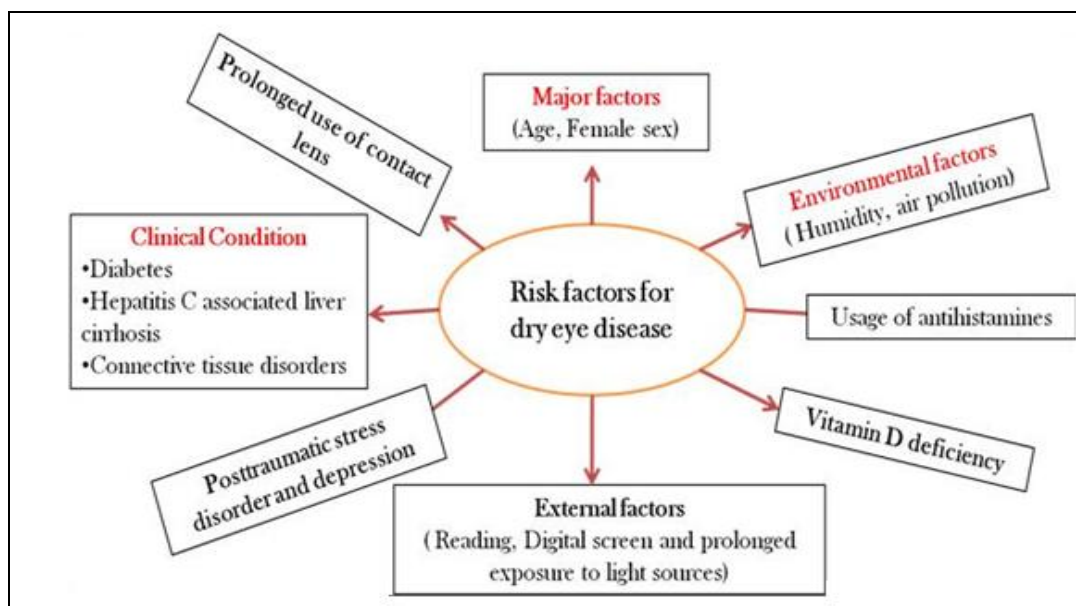 Prolonged use of contact
lens
Major factors
(Age, Female sex)
Environmental factors
( Humidity, air pollution)
Clinical Condition
•Diabetes
•Hepatitis C associated liver
cirrhosis
•Connective tissue disorders
Risk factors for
dry eye disease
Usage of antihistamines
Posttraumatic stress
disorder and depression
Vitamin D deficiency
External factors
( Reading, Digital screen and prolonged
exposure to light sources)